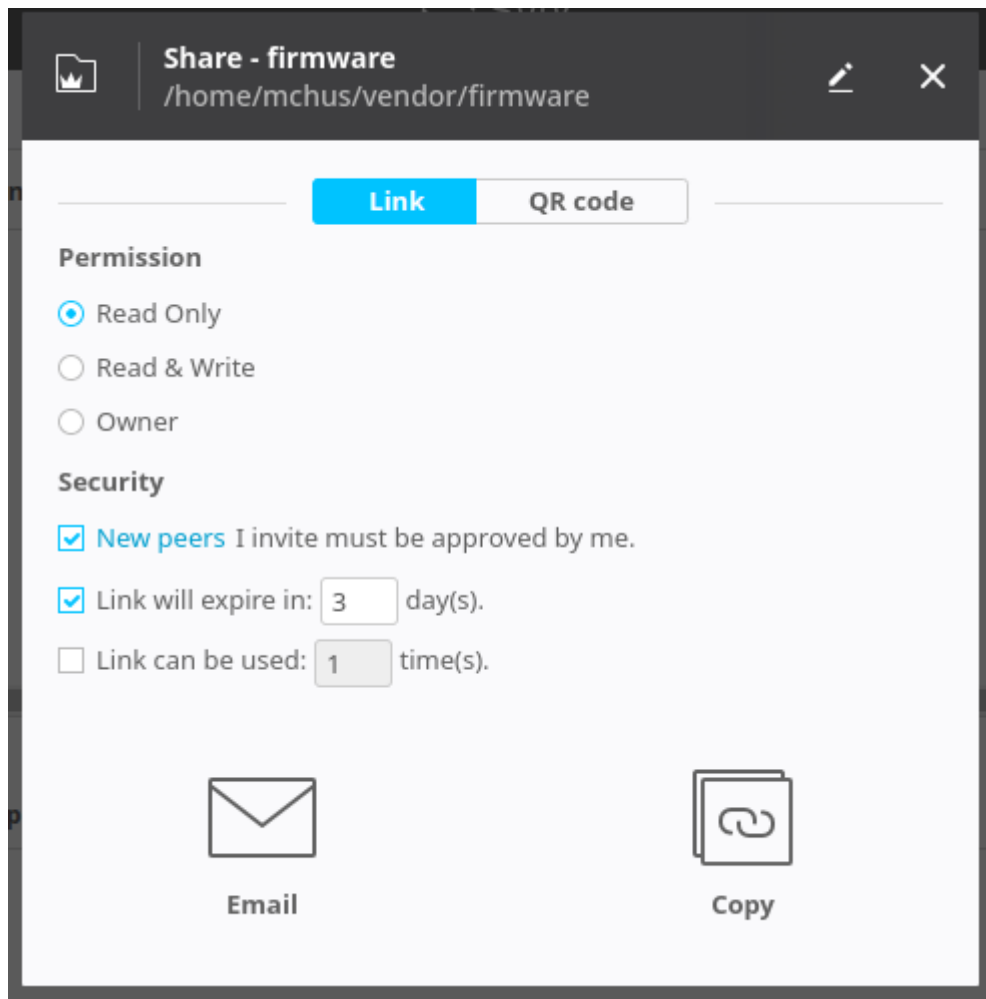 Share - firmware
/home/mchus/vendor/firmware
Link QR code
Permission
Read Only
Read & Write
Owner
Security
New peers I invite must be approved by me.
Link will expire in: 3 day(s).
Link can be used: 1 time(s).
Email Copy